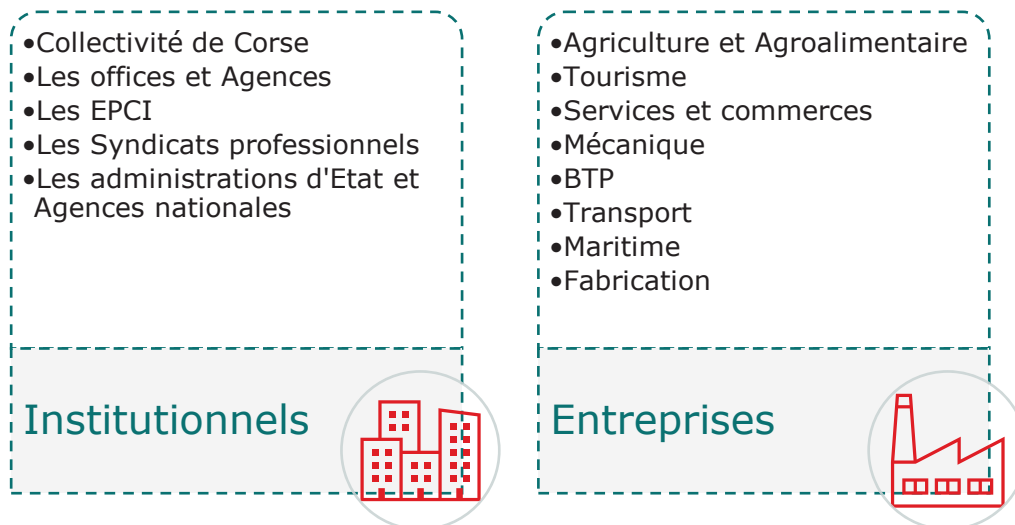 •Collectivité de Corse
•Les offices et Agences
•Les EPCI
•Les Syndicats professionnels
•Les administrations d'Etat et
Agences nationales
Institutionnels
•Agriculture et Agroalimentaire
•Tourisme
•Services et commerces
•Mécanique
•BTP
•Transport
•Maritime
•Fabrication
Entreprises